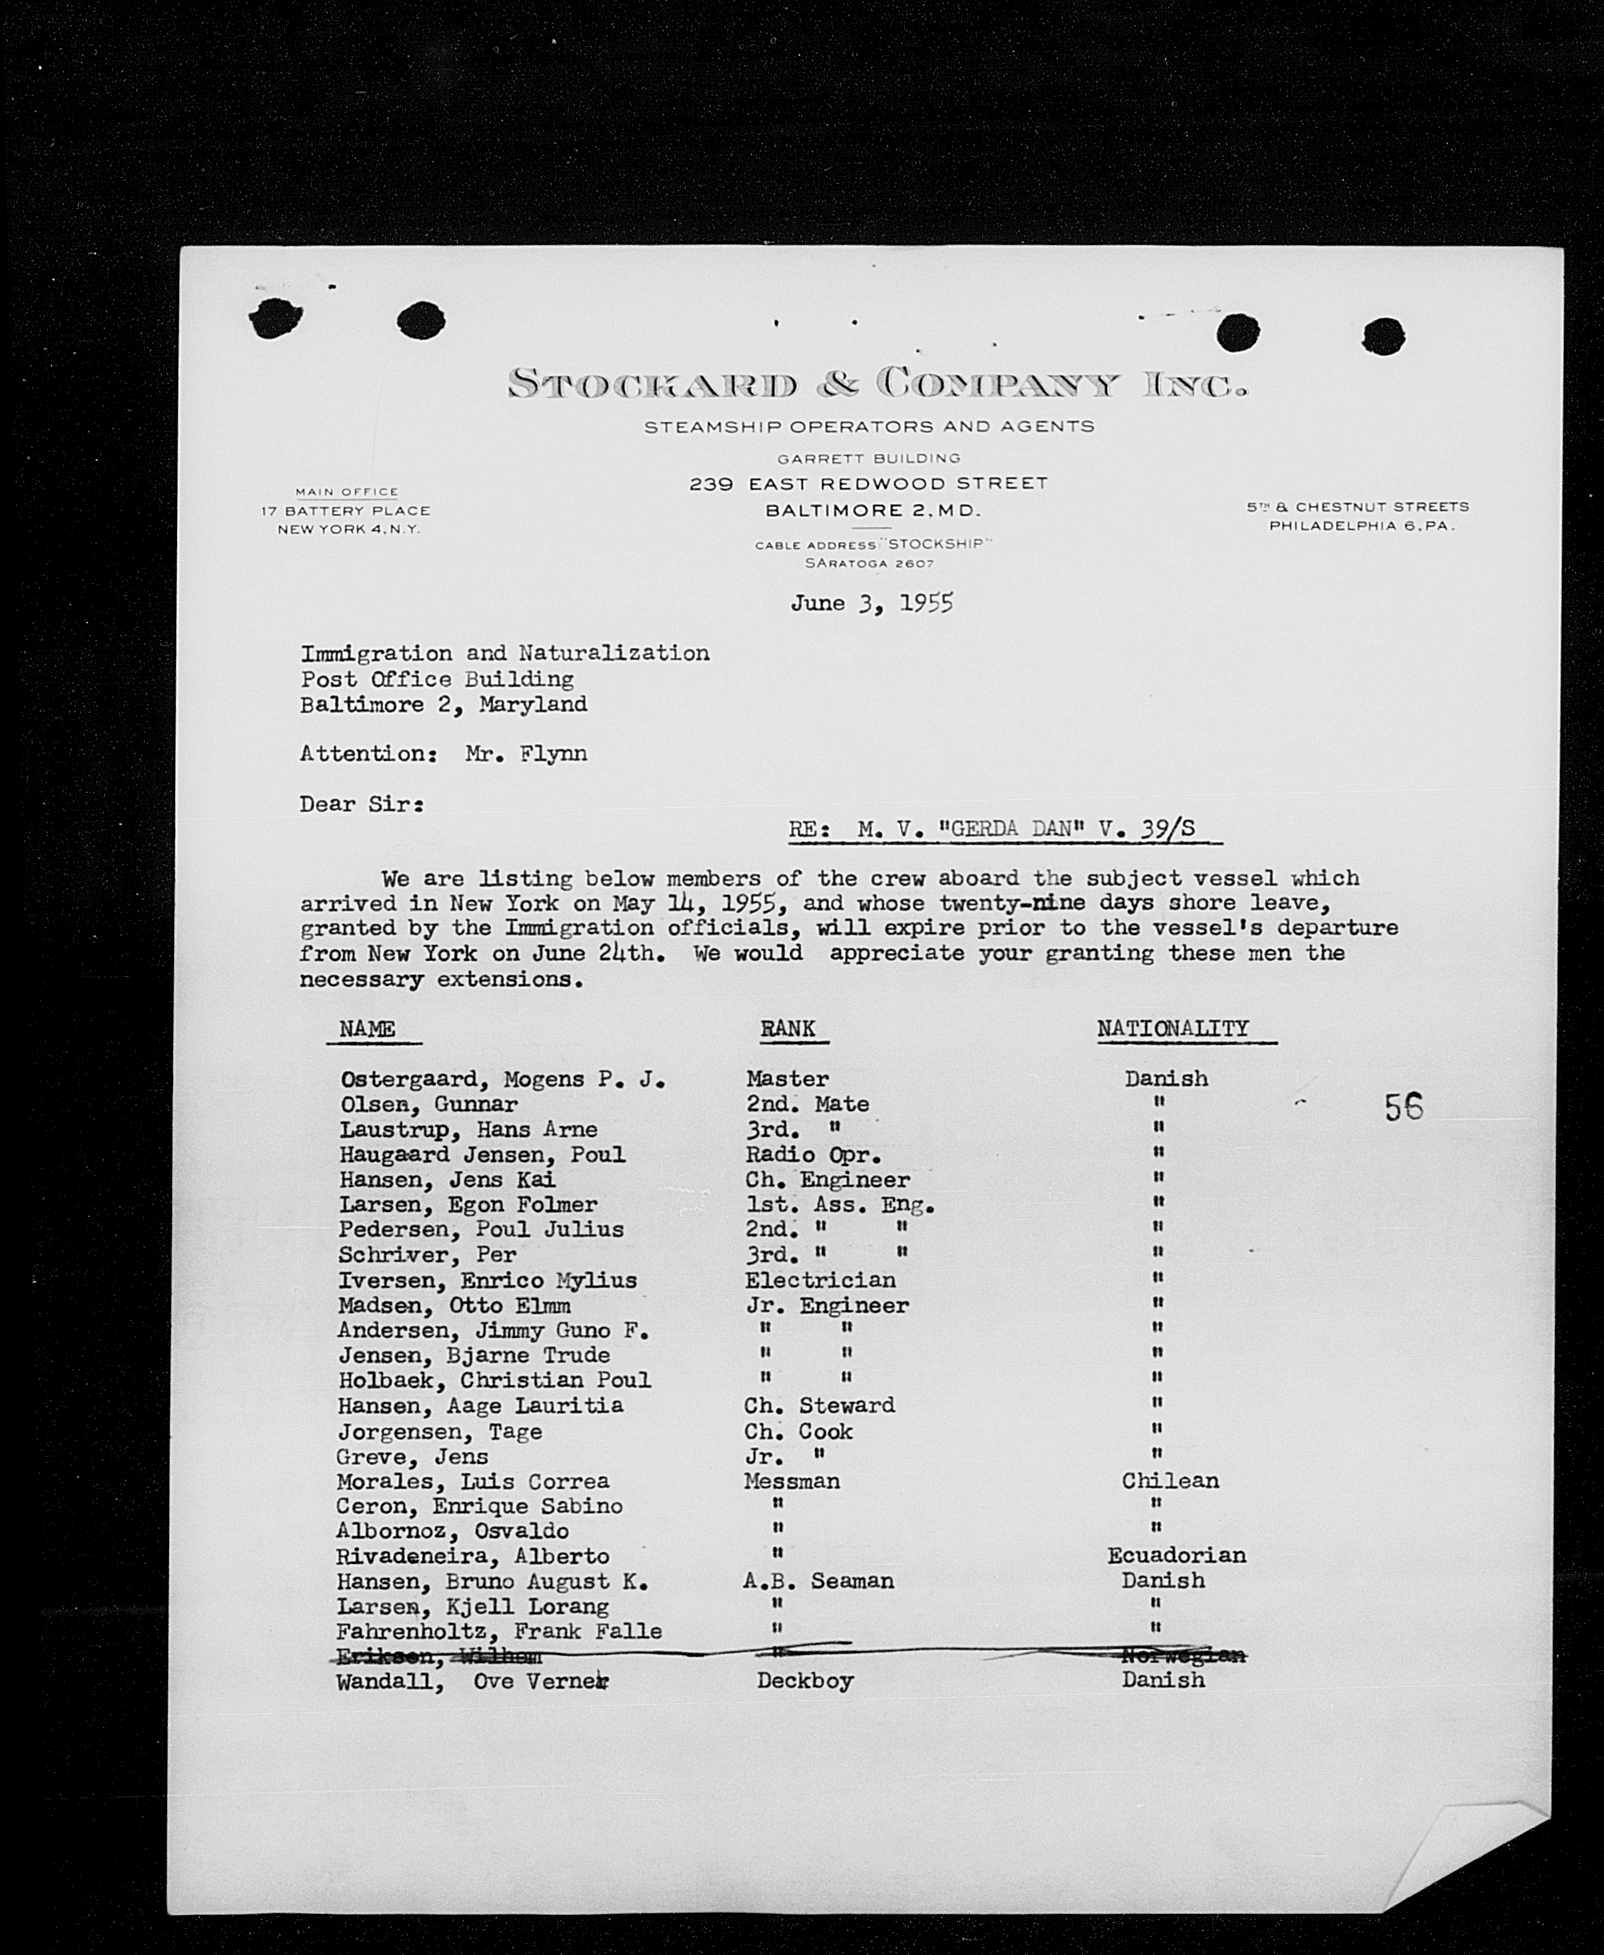 STOCKARD & COMPANY INC.
STEAMSHIP OPERATORS AND AGENTS
GARRETT BUILDING
239 EAST REDWOOD STREET
BALTIMORE 2, MD.
MAIN OFFICE
17 BATTERY PLACE
NEW YORK 4, N.Y.
5TH & CHESTNUT STREETS
PHILADELPHIA 6, PA.
CABLE ADDRESS "STOCKSHIP"
SARATOGA 2607
June 3, 1955
Immigration and Naturalization
Post Office Building
Baltimore 2, Maryland
Attention: Mr. Flynn
Dear Sir:
RE: M. V. "GERDA DAN" V. 39/S
We are listing below members of the crew aboard the subject vessel which
arrived in New York on May 14, 1955, and whose twenty-nine days shore leave,
granted by the Immigration officials, will expire prior to the vessel's departure
from New York on June 24th. We would appreciate your granting these men the
necessary extensions.
NAME RANK NATIONALITY
Ostergaard, Mogens P. J. Master Danish
Olsen, Gunnar 2nd. Mate "
56
Laustrup, Hans Arne 3rd. " "
Haugaard Jensen, Poul Radio Opr. "
Hansen, Jens Kai Ch. Engineer "
Larsen, Egon Folmer 1st. Ass. Eng. "
Pedersen, Poul Julius 2nd. " " "
Schriver, Per 3rd. " " "
Iversen, Enrico Mylius Electrician "
Madsen, Otto Elmm Jr. Engineer "
Andersen, Jimmy Guno F. " " "
Jensen, Bjarne Trude " " "
Holbaek, Christian Poul " " "
Hansen, Aage Lauritia Ch. Steward "
Jorgensen, Tage Ch. Cook "
Greve, Jens Jr. " "
Morales, Luis Correa Messman Chilean
Ceron, Enrique Sabino " "
Albornoz, Osvaldo " "
Rivadeneira, Alberto " Ecuadorian
Hansen, Bruno August K. A.B. Seaman Danish
Larsen, Kjell Lorang " "
Fahrenholtz, Frank Falle " "
Eriksen, Wilhem " Norwegian
Wandall, Ove Verner Deckboy Danish